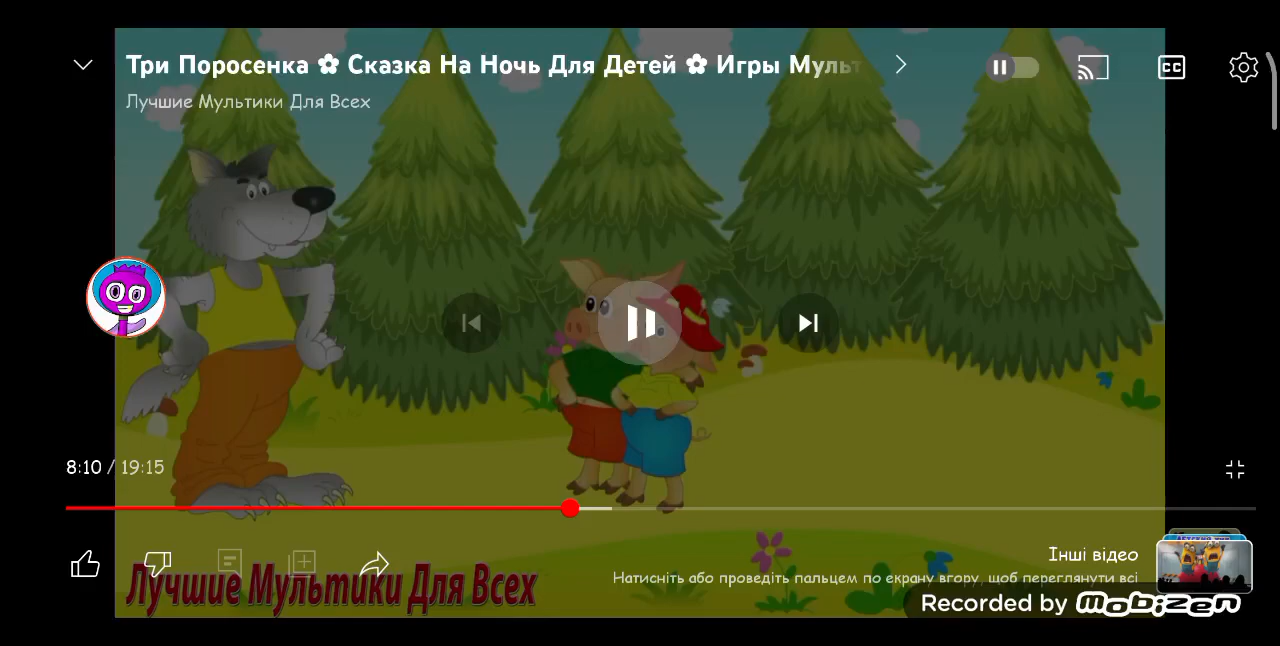 Три Поросенка ✿ Сказка На Ночь Для Детей ✿ Игры Мульт
Лучшие Мультики Для Всех
CC
8:10 / 19:15
Інші відео
Натисніть або проведіть пальцем по екрану вгору, щоб переглянути всі
Лучшие Мультики Для Всех
Recorded by Mobizen